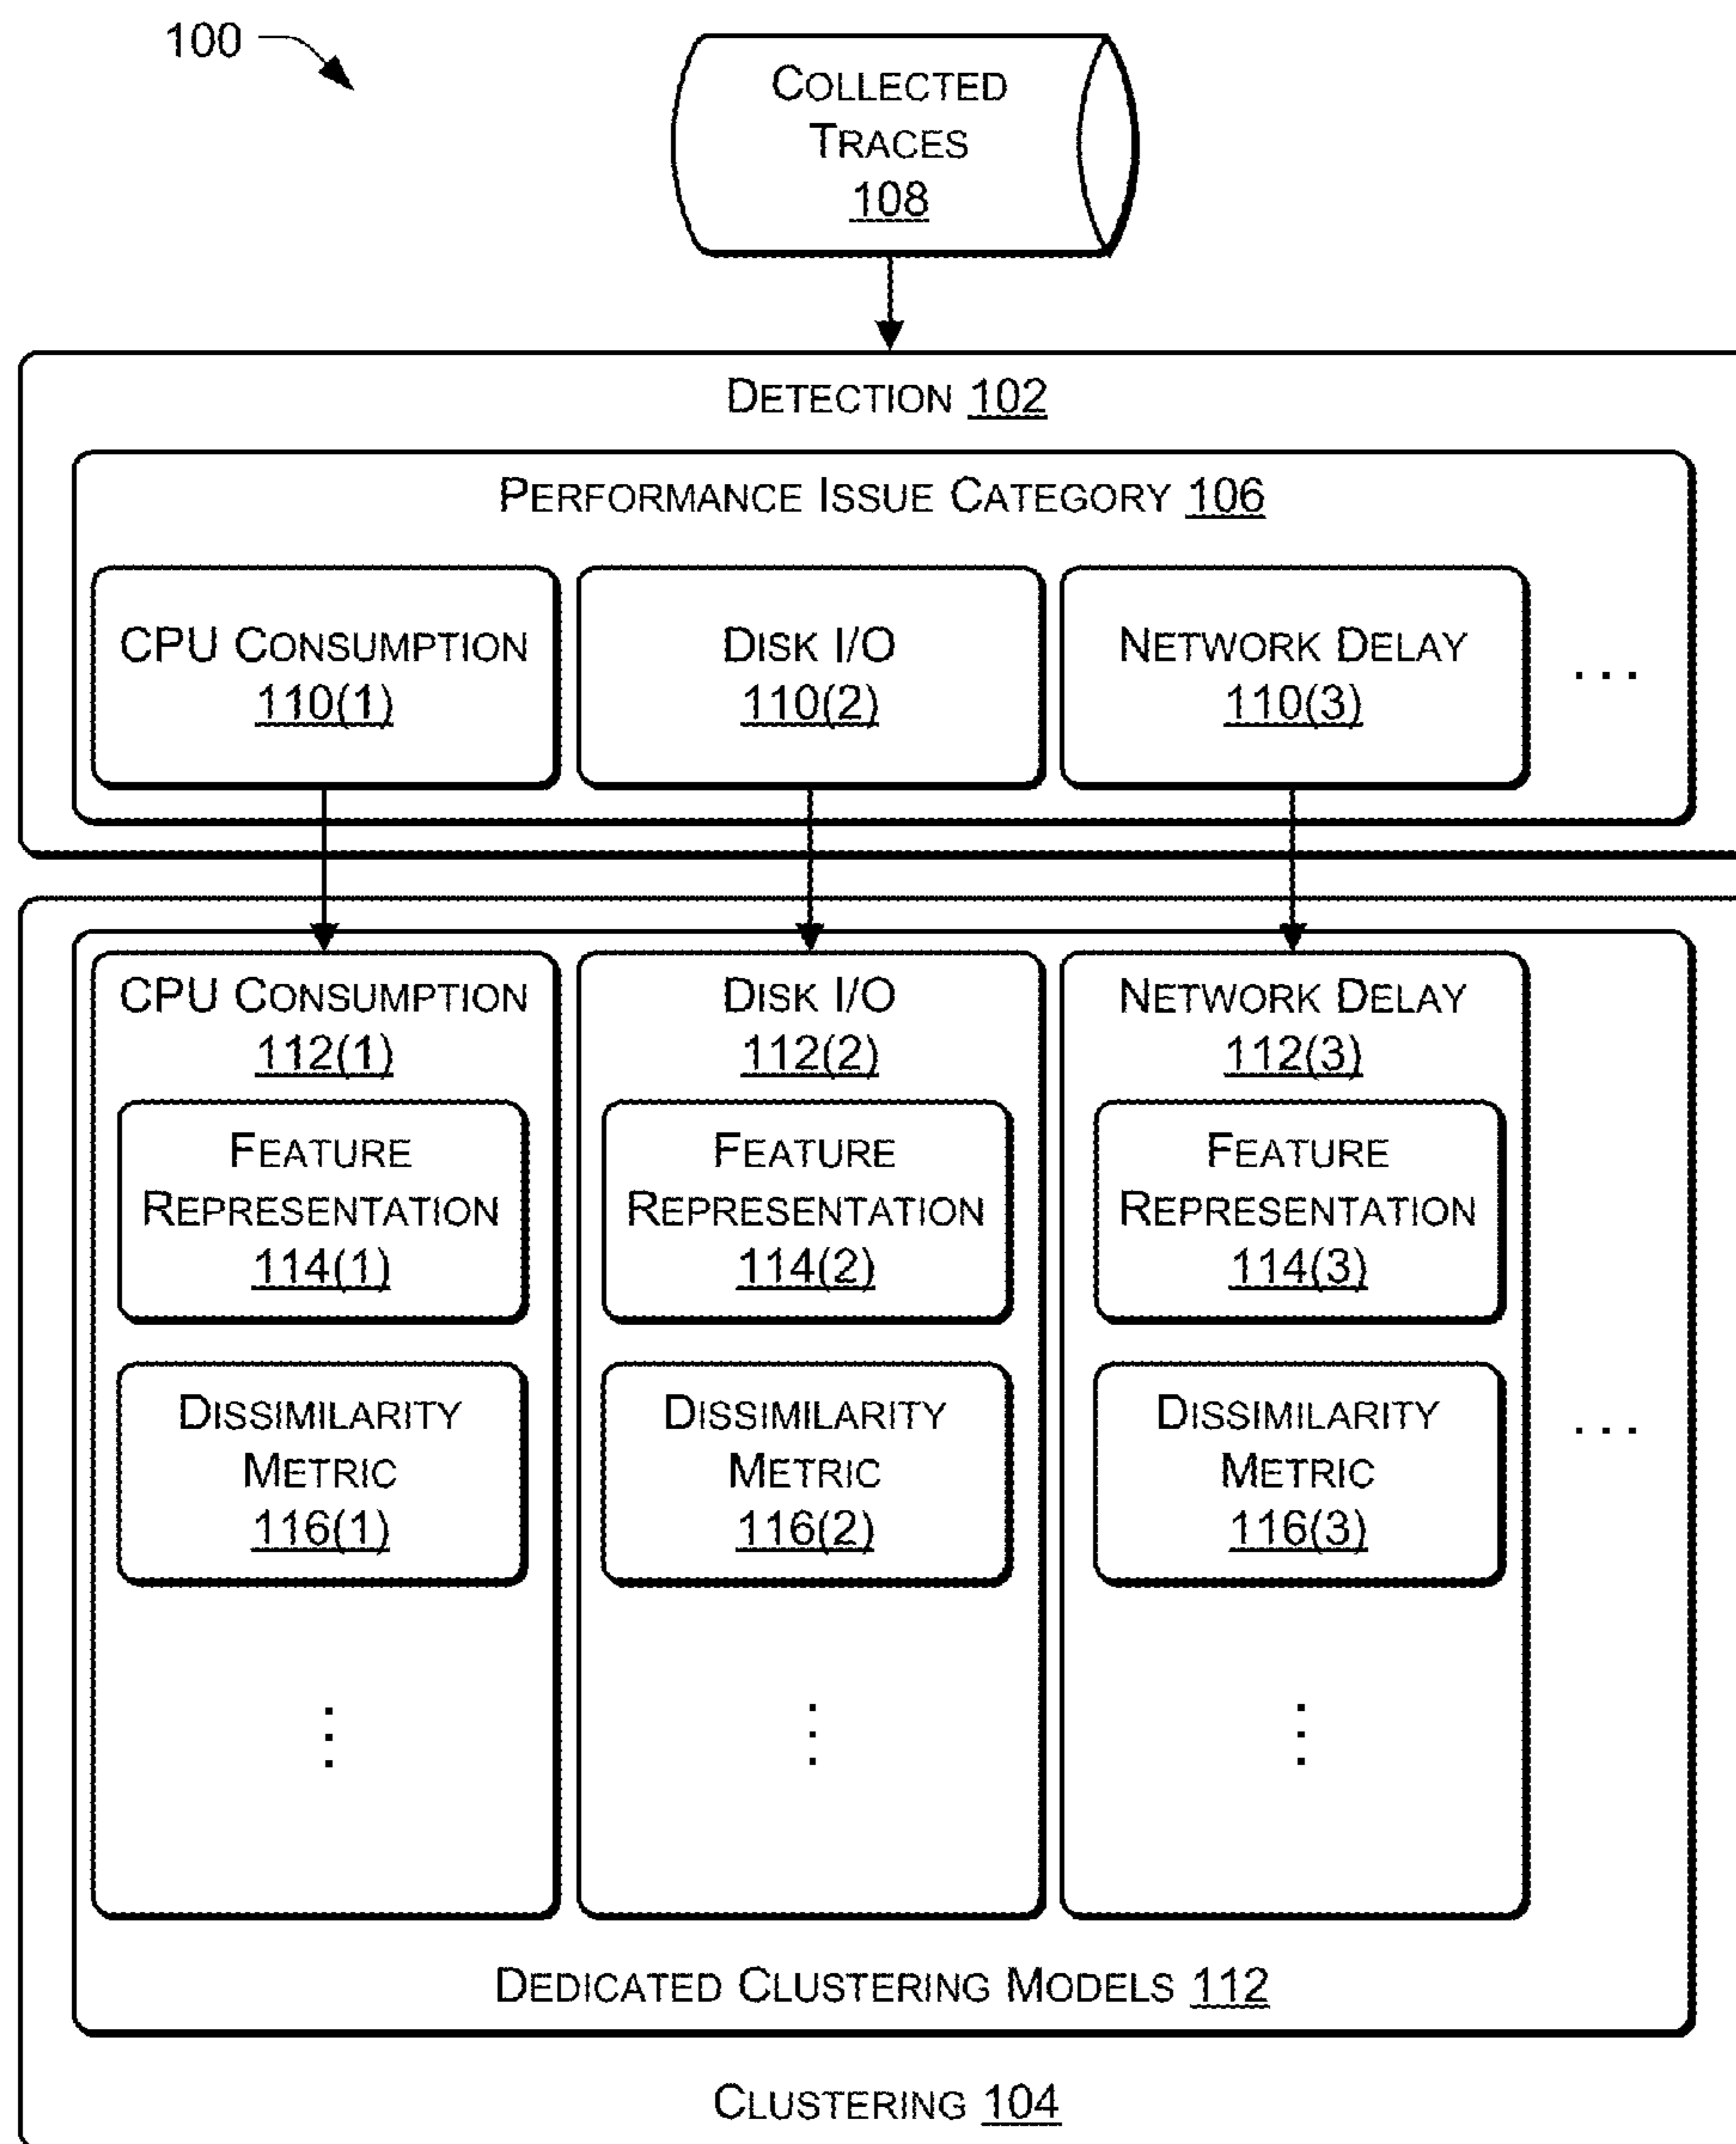 100
COLLECTED
TRACES
108
DETECTION 102
PERFORMANCE ISSUE CATEGORY 106
CPU CONSUMPTION
110(1)
DISK I/O
110(2)
NETWORK DELAY
110(3)
...
CPU CONSUMPTION
112(1)
FEATURE
REPRESENTATION
114(1)
DISSIMILARITY
METRIC
116(1)
DISK I/O
112(2)
FEATURE
REPRESENTATION
114(2)
DISSIMILARITY
METRIC
116(2)
NETWORK DELAY
112(3)
FEATURE
REPRESENTATION
114(3)
DISSIMILARITY
METRIC
116(3)
...
DEDICATED CLUSTERING MODELS 112
CLUSTERING 104